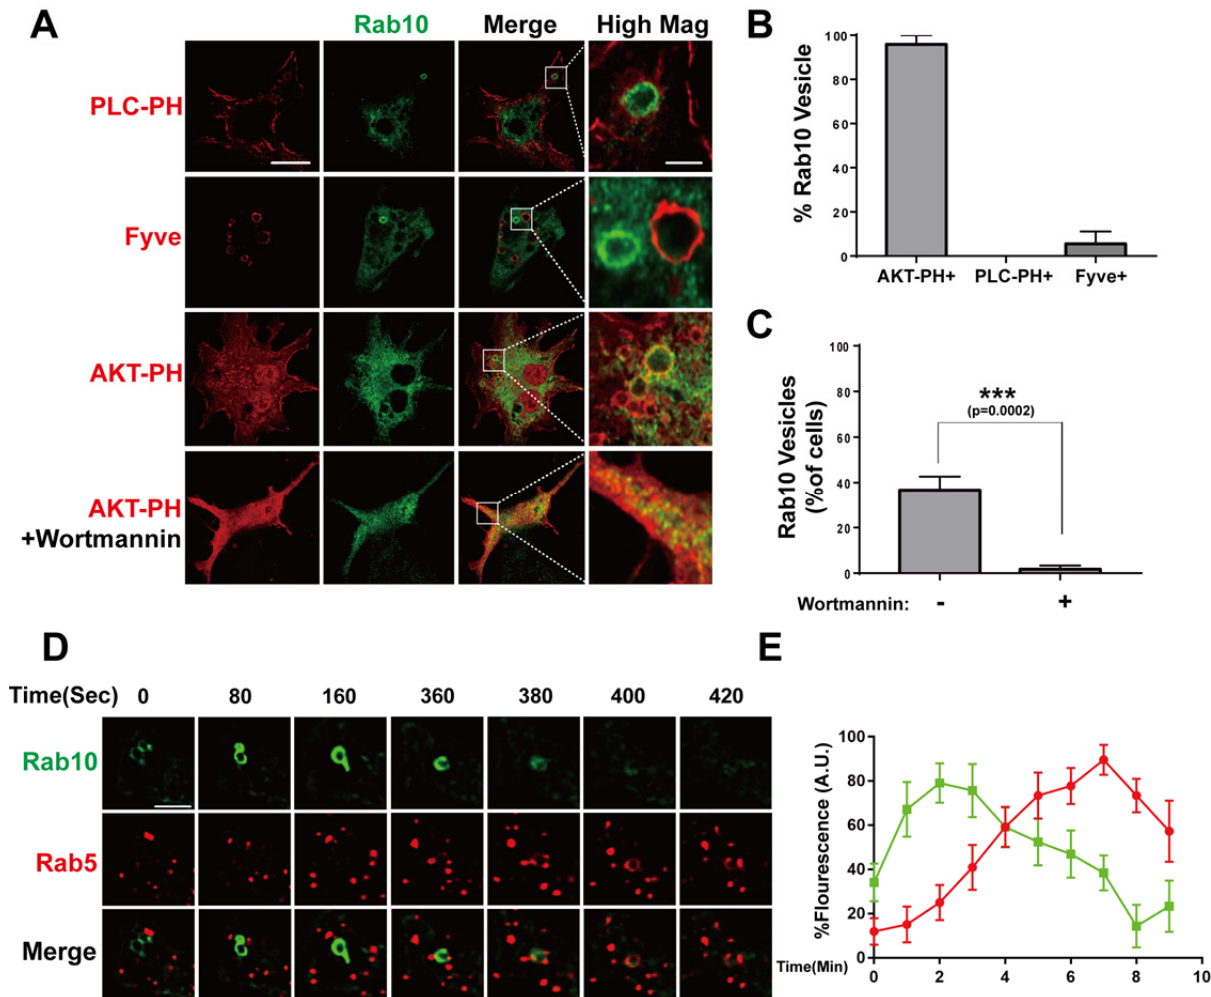 A
Rab10 Merge High Mag
PLC-PH
Fyve
AKT-PH
AKT-PH
+Wortmannin
B
% Rab10 Vesicle
100
80
60
40
20
0
AKT-PH+ PLC-PH+ Fyve+
C
Rab10 Vesicles
(%of cells)
100
80
60
40
20
0
***
(p=0.0002)
Wortmannin: - +
D
Time(Sec) 0 80 160 360 380 400 420
Rab10
Rab5
Merge
E
%Flourescence (A.U.)
100
80
60
40
20
0
Time(Min) 0 2 4 6 8 10